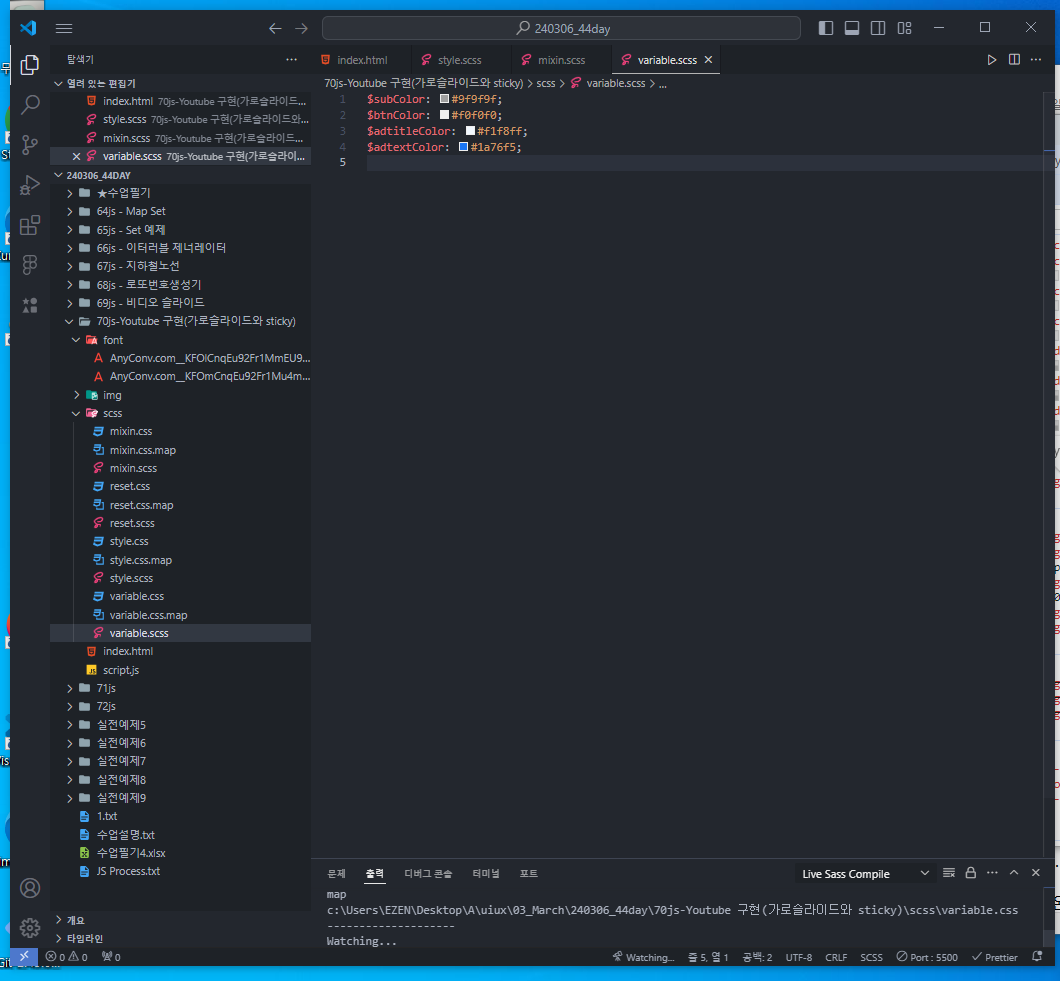 240306_44day
탐색기
index.html
style.scss
mixin.scss
variable.scss
열려 있는 편집기
70js-Youtube 구현(가로슬라이드와 sticky) > scss > variable.scss > ...
index.html 70js-Youtube 구현(가로슬라이드...
style.scss 70js-Youtube 구현(가로슬라이드와...
mixin.scss 70js-Youtube 구현(가로슬라이드...
variable.scss 70js-Youtube 구현(가로슬라이...
240306_44DAY
★수업필기
64js - Map Set
65js - Set 예제
66js - 이터러블 제너레이터
67js - 지하철노선
68js - 로또번호생성기
69js - 비디오 슬라이드
70js-Youtube 구현(가로슬라이드와 sticky)
font
AnyConv.com__KFOlCnqEu92Fr1MmEU9...
AnyConv.com__KFOmCnqEu92Fr1Mu4m...
img
scss
mixin.css
mixin.css.map
mixin.scss
reset.css
reset.css.map
reset.scss
style.css
style.css.map
style.scss
variable.css
variable.css.map
variable.scss
index.html
script.js
71js
72js
실전예제5
실전예제6
실전예제7
실전예제8
실전예제9
1.txt
수업설명.txt
수업필기4.xlsx
JS Process.txt
개요
타임라인
1 $subColor: #9f9f9f;
2 $btnColor: #f0f0f0;
3 $adtitleColor: #f1f8ff;
4 $adtextColor: #1a76f5;
5
문제 출력 디버그 콘솔 터미널 포트 Live Sass Compile
map
c:\Users\EZEN\Desktop\A\uiux\03_March\240306_44day\70js-Youtube 구현(가로슬라이드와 sticky)\scss\variable.css
--------------------
Watching...
0 0 0 Watching... 줄 5, 열 1 공백: 2 UTF-8 CRLF SCSS Port : 5500 Prettier